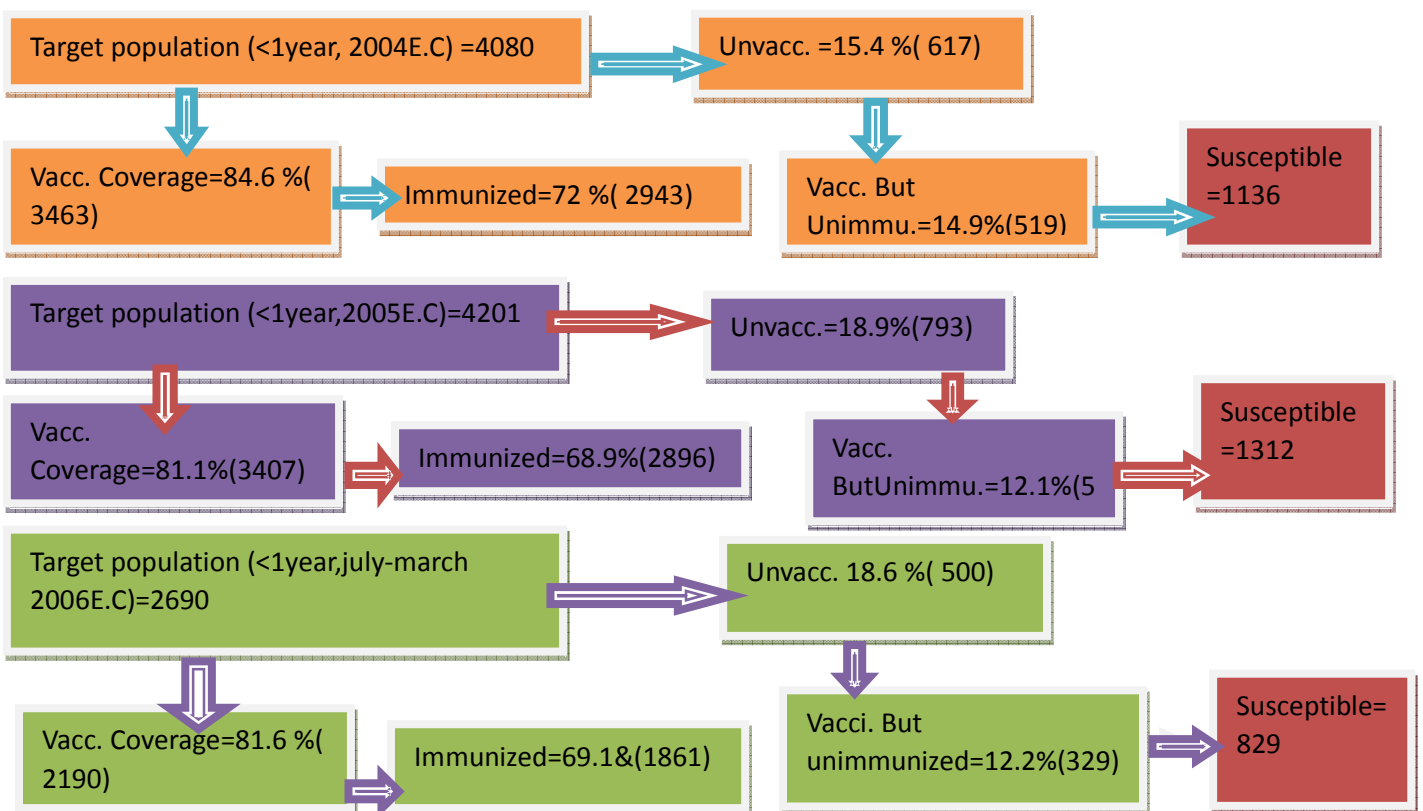 Target population (<1year, 2004E.C) =4080
Unvacc. =15.4 %( 617)
Vacc. Coverage=84.6 %(
3463)
Immunized=72 %( 2943)
Vacc. But
Unimmu.=14.9%(519)
Susceptible
=1136
Target population (<1year,2005E.C)=4201
Unvacc.=18.9%(793)
Vacc.
Coverage=81.1%(3407)
Immunized=68.9%(2896)
Vacc.
ButUnimmu.=12.1%(5
Susceptible
=1312
Target population (<1year,july-march
2006E.C)=2690
Unvacc. 18.6 %( 500)
Vacc. Coverage=81.6 %(
2190)
Immunized=69.1&(1861)
Vacci. But
unimmunized=12.2%(329)
Susceptible=
829